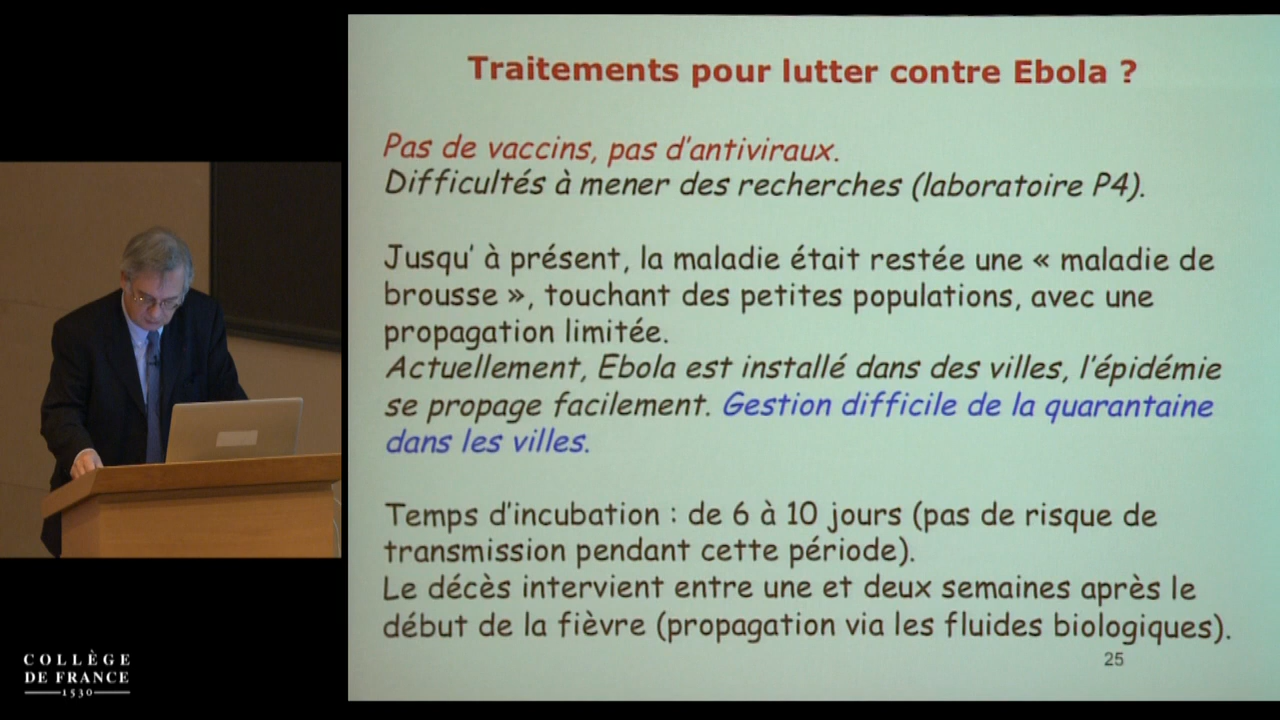 Traitements pour lutter contre Ebola ?
Pas de vaccins, pas d'antiviraux.
Difficultés à mener des recherches (laboratoire P4).
Jusqu' à présent, la maladie était restée une « maladie de
brousse », touchant des petites populations, avec une
propagation limitée.
Actuellement, Ebola est installé dans des villes, l'épidémie
se propage facilement. Gestion difficile de la quarantaine
dans les villes.
Temps d'incubation : de 6 à 10 jours (pas de risque de
transmission pendant cette période).
Le décès intervient entre une et deux semaines après le
début de la fièvre (propagation via les fluides biologiques).
25
COLLÈGE
DE FRANCE
1530